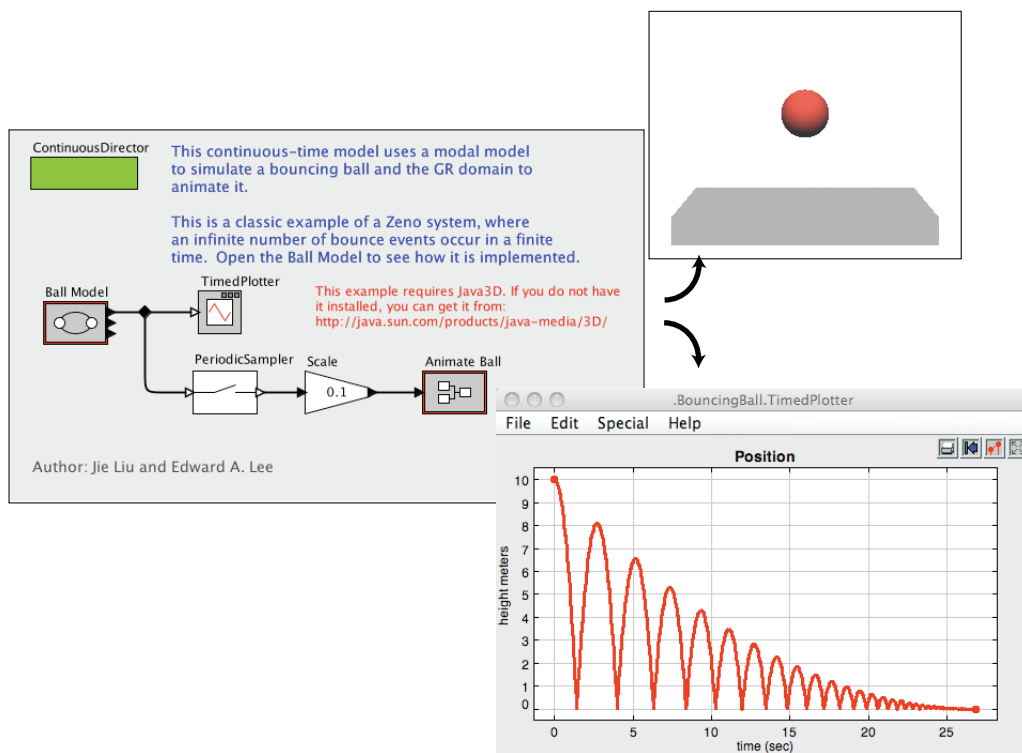 ContinuousDirector
This continuous-time model uses a modal model
to simulate a bouncing ball and the GR domain to
animate it.
This is a classic example of a Zeno system, where
an infinite number of bounce events occur in a finite
time.  Open the Ball Model to see how it is implemented.
Ball Model
TimedPlotter
This example requires Java3D. If you do not have
it installed, you can get it from:
http://java.sun.com/products/java-media/3D/
PeriodicSampler
Scale
0.1
Animate Ball
Author: Jie Liu and Edward A. Lee
.BouncingBall.TimedPlotter
File Edit Special Help
Position
height meters
10
9
8
7
6
5
4
3
2
1
0
0 5 10 15 20 25
time (sec)